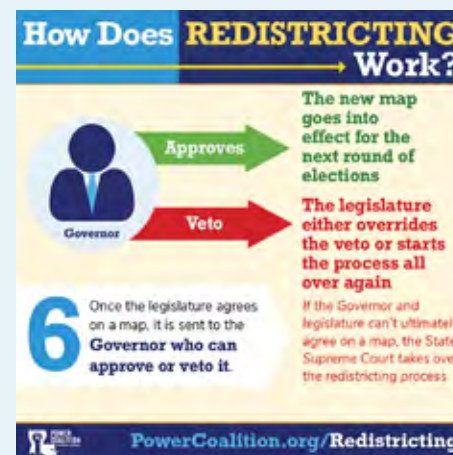 How Does REDISTRICTING
Work?
Approves
The new map
goes into
effect for the
next round of
elections
Governor
Veto
The legislature
either overrides
the veto or starts
the process all
over again
6
Once the legislature agrees
on a map, it is sent to the
Governor who can
approve or veto it.
If the Governor and
legislature can't ultimately
agree on a map, the State
Supreme Court takes over
the redistricting process
POWER
COALITION
PowerCoalition.org/Redistricting